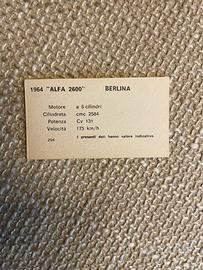 1964 "ALFA 2600" BERLINA
Motore a 6 cilindri
Cilindrata cmc 2584
Potenza Cv 131
Velocità 175 km/h
294 I presenti dati hanno valore indicativo